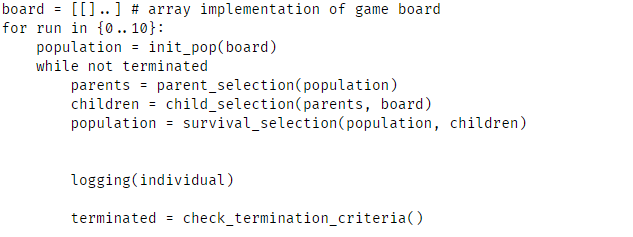 board = [[]..] # array implementation of game board
for run in {0..10}:
    population = init_pop(board)
    while not terminated
        parents = parent_selection(population)
        children = child_selection(parents, board)
        population = survival_selection(population, children)
        logging(individual)
        terminated = check_termination_criteria()